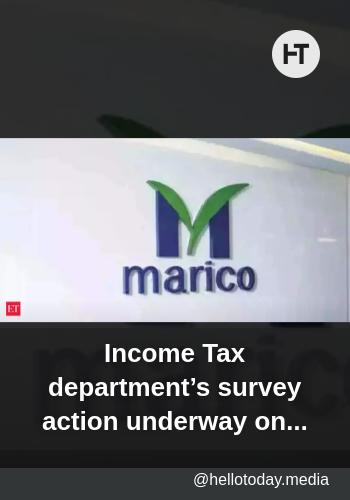 HT
marico
ET
Income Tax
department’s survey
action underway on...
@hellotoday.media